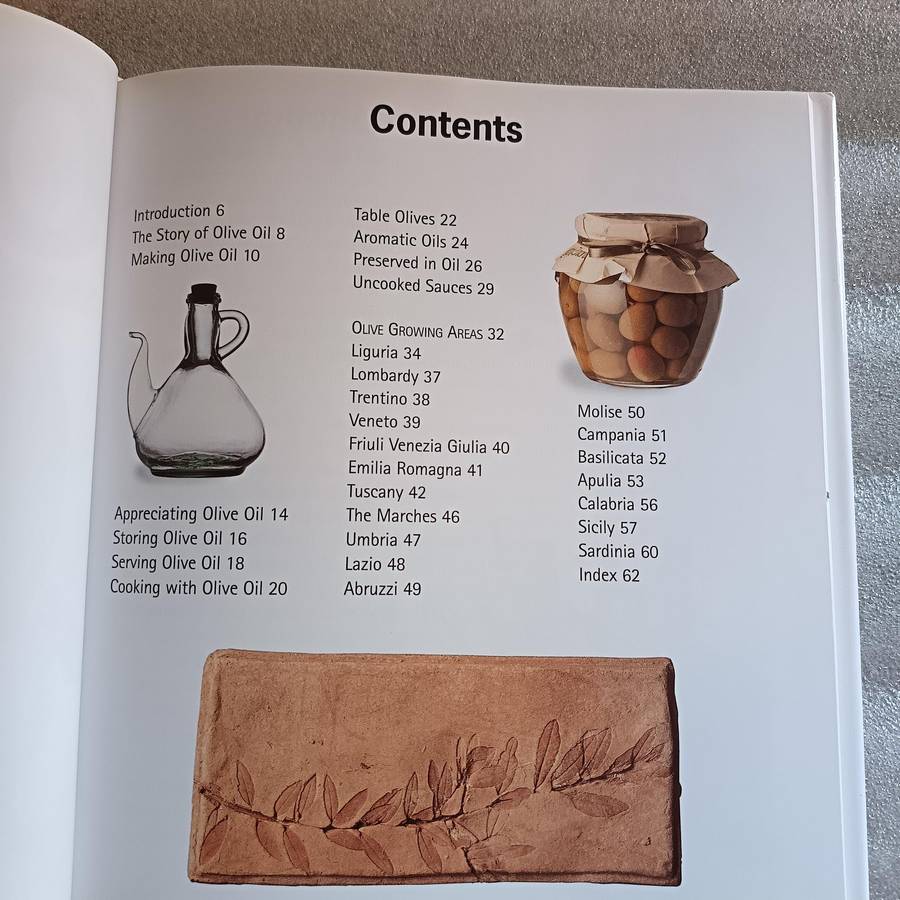 Contents
Introduction 6
The Story of Olive Oil 8
Making Olive Oil 10
Appreciating Olive Oil 14
Storing Olive Oil 16
Serving Olive Oil 18
Cooking with Olive Oil 20
Table Olives 22
Aromatic Oils 24
Preserved in Oil 26
Uncooked Sauces 29
OLIVE GROWING AREAS 32
Liguria 34
Lombardy 37
Trentino 38
Veneto 39
Friuli Venezia Giulia 40
Emilia Romagna 41
Tuscany 42
The Marches 46
Umbria 47
Lazio 48
Abruzzi 49
Molise 50
Campania 51
Basilicata 52
Apulia 53
Calabria 56
Sicily 57
Sardinia 60
Index 62